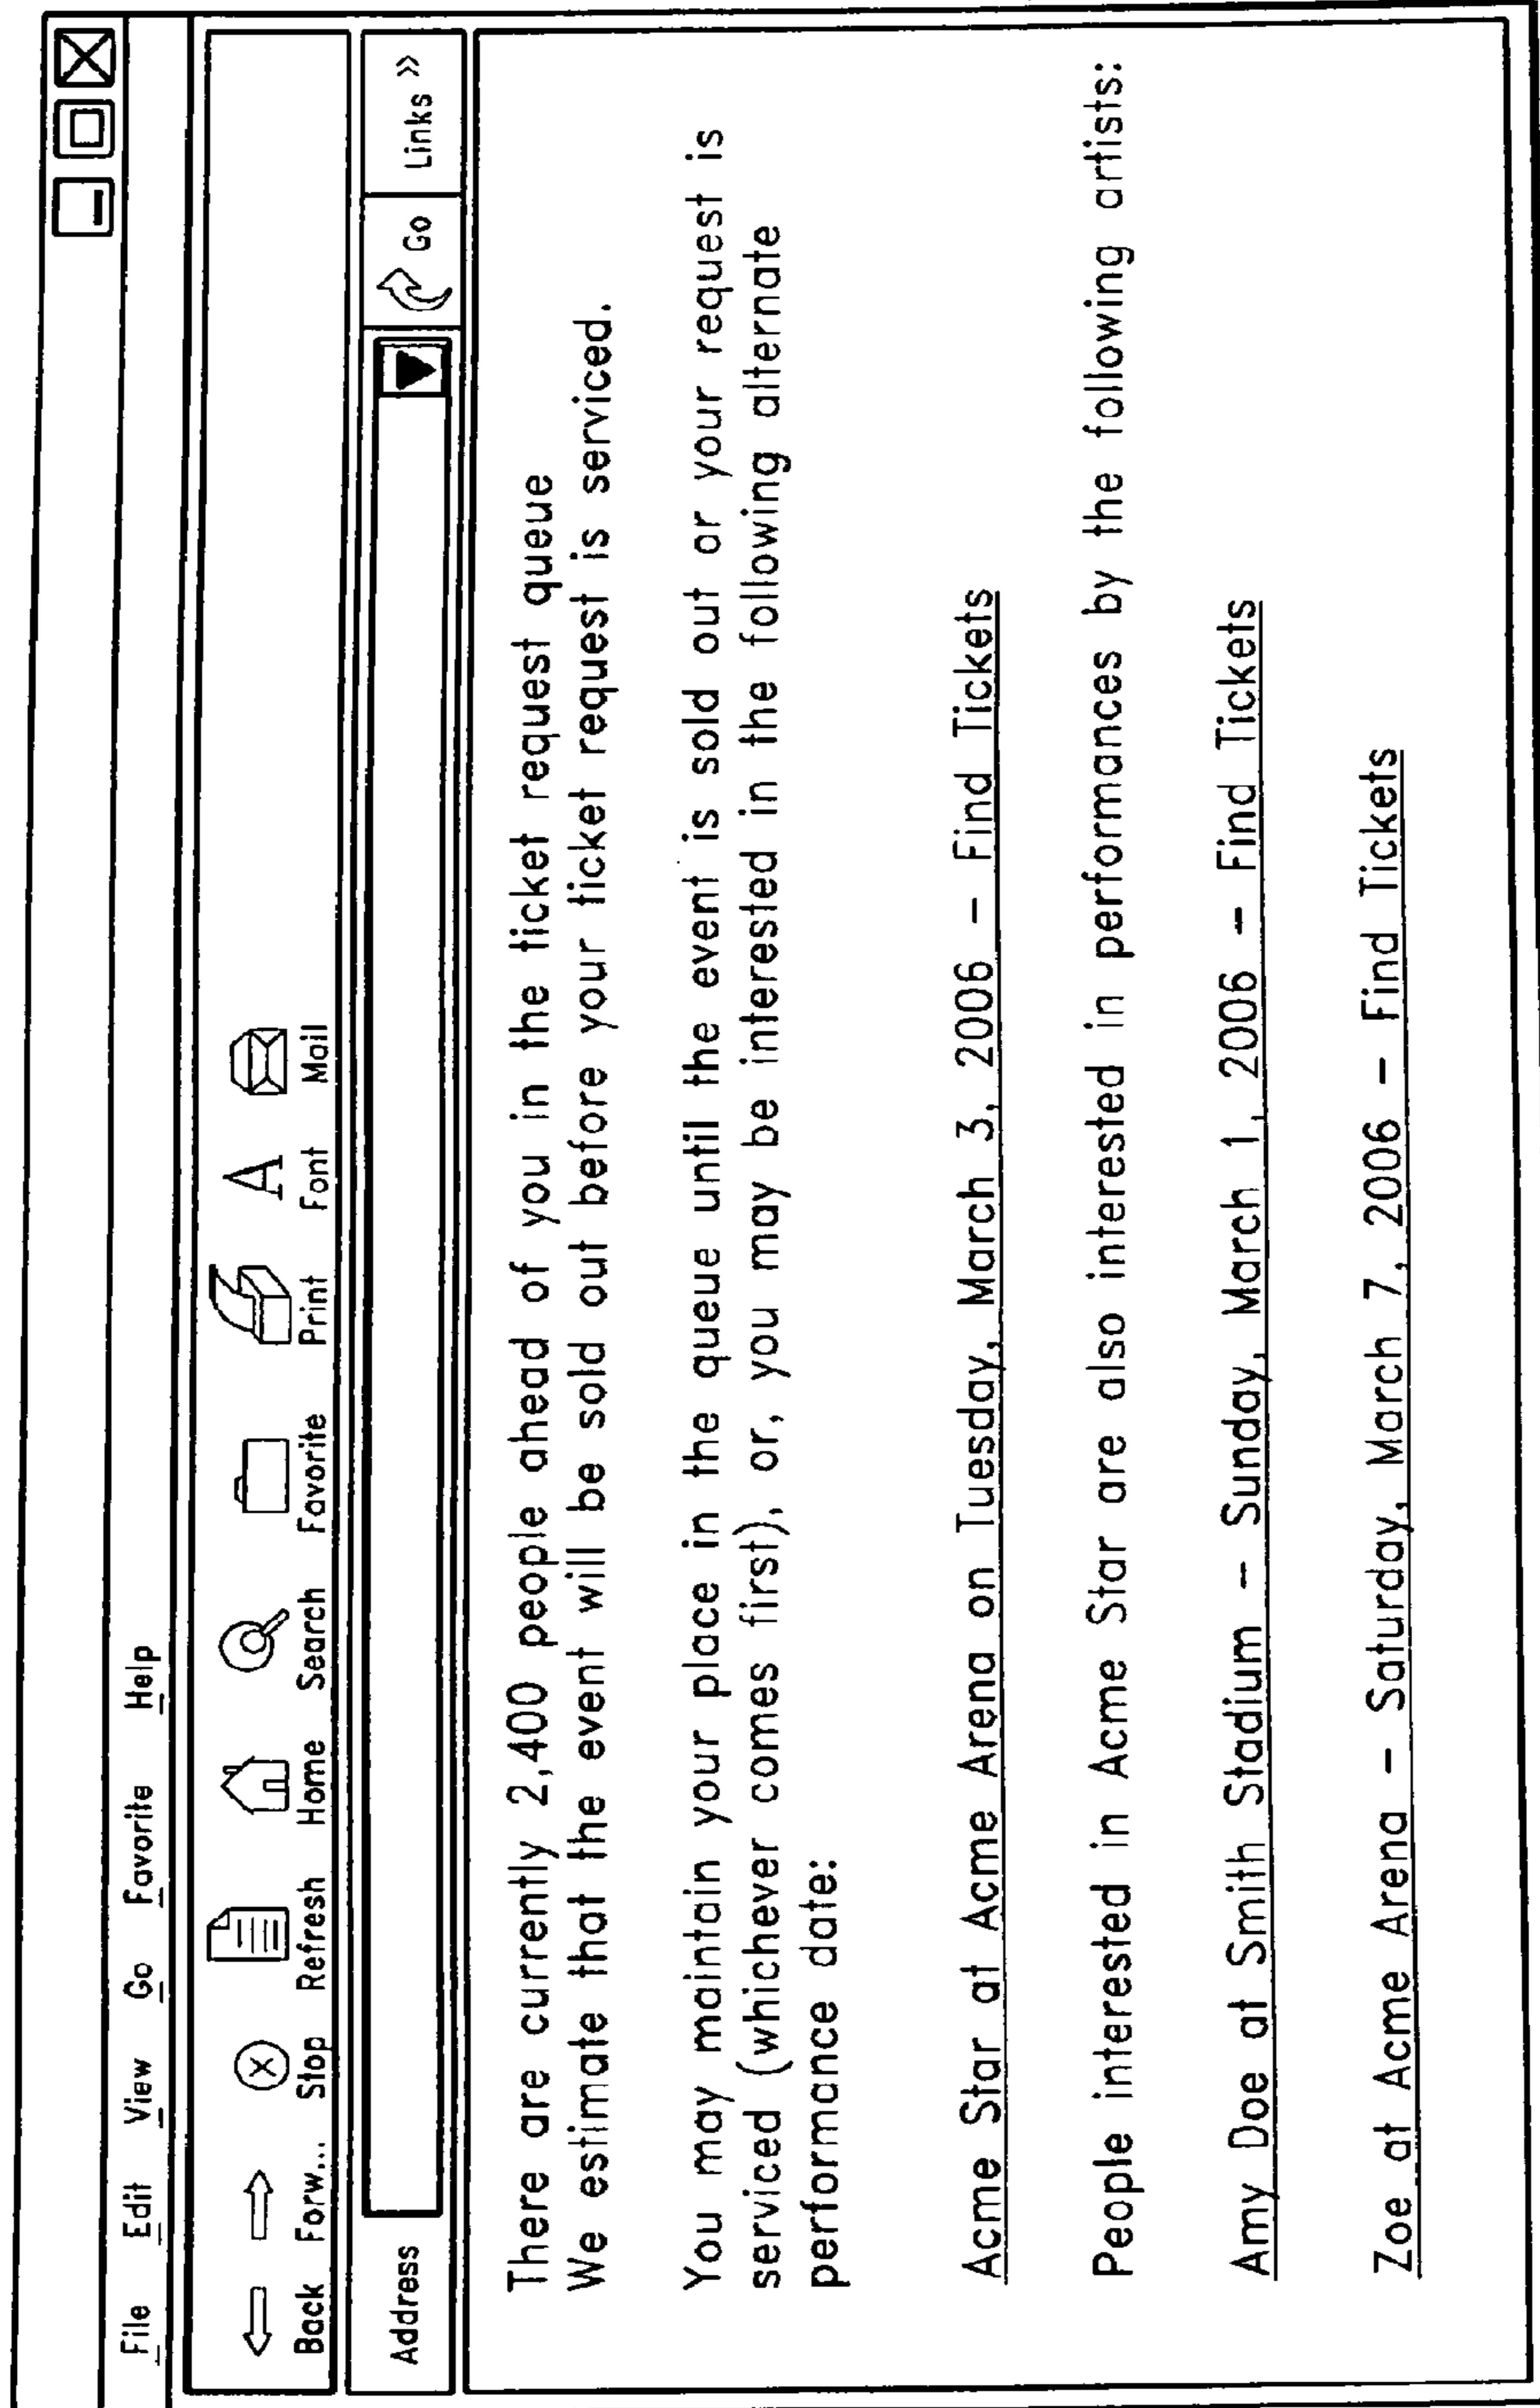 File Edit View Go Favorite Help
Back Forw... Stop Refresh Home Search Favorite Print Font Mail
Address Go Links »
There are currently 2,400 people ahead of you in the ticket request queue
We estimate that the event will be sold out before your ticket request is serviced.
You may maintain your place in the queue until the event is sold out or your request is
serviced (whichever comes first), or, you may be interested in the following alternate
performance date:
Acme Star at Acme Arena on Tuesday, March 3, 2006 – Find Tickets
People interested in Acme Star are also interested in performances by the following artists:
Amy Doe at Smith Stadium – Sunday, March 1, 2006 – Find Tickets
Zoe at Acme Arena – Saturday, March 7, 2006 – Find Tickets